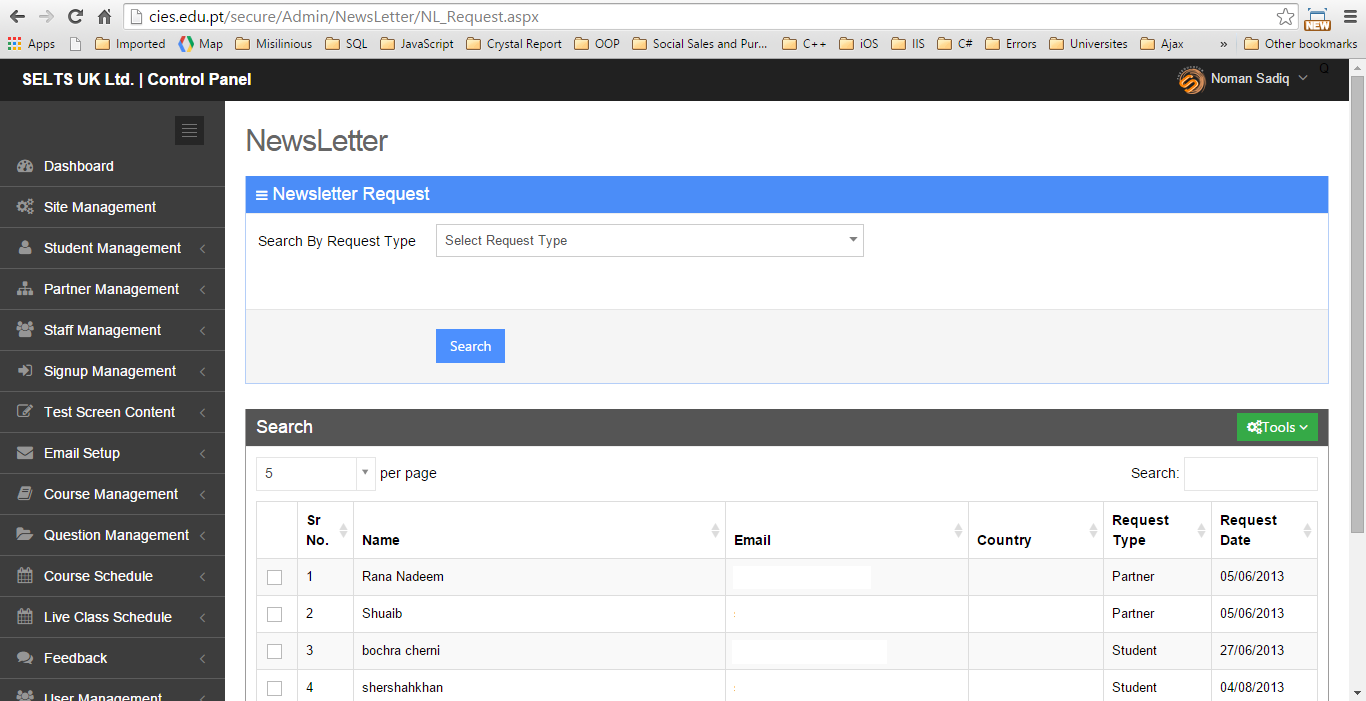 cies.edu.pt/secure/Admin/NewsLetter/NL_Request.aspx
NEW
Apps Imported Map Misilinious SQL JavaScript Crystal Report OOP Social Sales and Pur... C++ iOS IIS C# Errors Universites Ajax » Other bookmarks
SELTS UK Ltd. | Control Panel
Noman Sadiq
Q
NewsLetter
Dashboard
Site Management
Student Management
Partner Management
Staff Management
Signup Management
Test Screen Content
Email Setup
Course Management
Question Management
Course Schedule
Live Class Schedule
Feedback
User Management
Newsletter Request
Search By Request Type Select Request Type
Search
Search
Tools
5 per page
Search:
Sr No. Name Email Country Request Type Request Date
1 Rana Nadeem Partner 05/06/2013
2 Shuaib Partner 05/06/2013
3 bochra cherni Student 27/06/2013
4 shershahkhan Student 04/08/2013